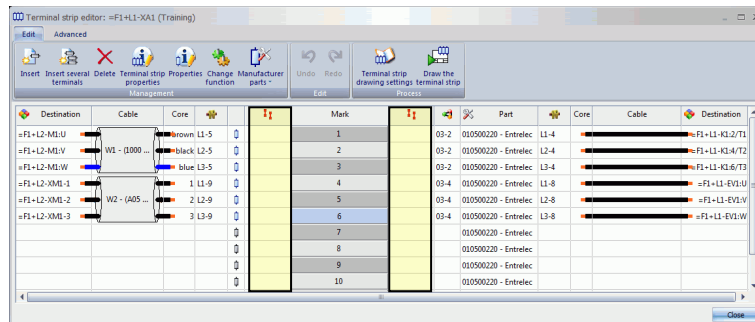 Terminal strip editor: =F1+L1-XA1 (Training)
Edit Advanced
Insert Insert several terminals Delete Terminal strip properties Properties Change function Manufacturer parts Undo Redo Terminal strip drawing settings Draw the terminal strip
Management Edit Process
Destination Cable Core Mark Part Core Cable Destination
=F1+L2-M1:U brown L1-5 1 03-2 010500220 - Entrelec L1-4 =F1+L1-K1:2/T1
=F1+L2-M1:V W1 - (1000 ... black L2-5 2 03-2 010500220 - Entrelec L2-4 =F1+L1-K1:4/T2
=F1+L2-M1:W blue L3-5 3 03-2 010500220 - Entrelec L3-4 =F1+L1-K1:6/T3
=F1+L2-XM1-1 1 L1-9 4 03-4 010500220 - Entrelec L1-8 =F1+L1-EV1:U
=F1+L2-XM1-2 W2 - (A05 ... 2 L2-9 5 03-4 010500220 - Entrelec L2-8 =F1+L1-EV1:V
=F1+L2-XM1-3 3 L3-9 6 03-4 010500220 - Entrelec L3-8 =F1+L1-EV1:W
7 010500220 - Entrelec
8 010500220 - Entrelec
9 010500220 - Entrelec
10 010500220 - Entrelec
Close